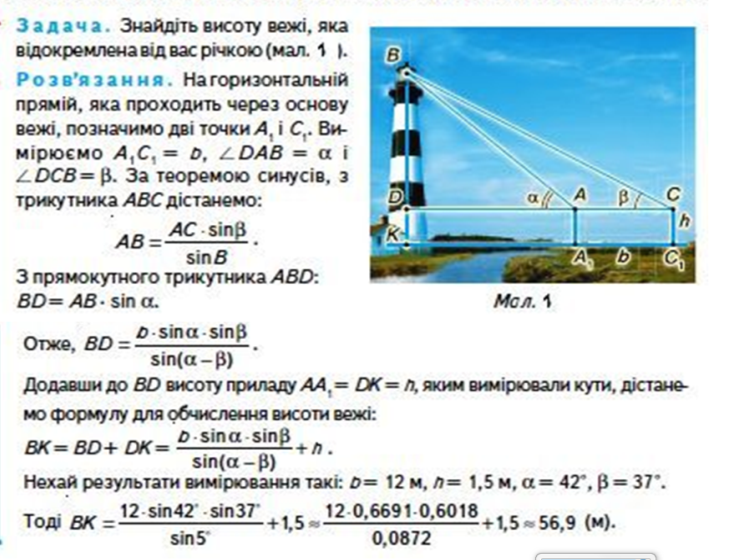 Задача. Знайдіть висоту вежі, яка
відокремлена від вас річкою (мал. 1 ).
Розв'язання. На горизонтальній
прямій, яка проходить через основу
вежі, позначимо дві точки A₁ і C₁. Ви-
мірюємо A₁C₁ = b, ∠DAB = α і
∠DCB = β. За теоремою синусів, з
трикутника ABC дістанемо:
AB = AC · sinβ / sin B .
З прямокутного трикутника ABD:
BD = AB · sin α.
Отже, BD = b · sinα · sinβ / sin(α – β) .
Додавши до BD висоту приладу AA₁ = DK = h, яким вимірювали кути, дістане-
мо формулу для обчислення висоти вежі:
BK = BD + DK = b · sinα · sinβ / sin(α – β) + h .
Нехай результати вимірювання такі: b = 12 м, h = 1,5 м, α = 42°, β = 37°.
Тоді BK = 12 · sin42° · sin37° / sin5° + 1,5 ≈ 12 · 0,6691 · 0,6018 / 0,0872 + 1,5 ≈ 56,9 (м).
B
D α A β C
h
K
A₁ b C₁
Мал. 1